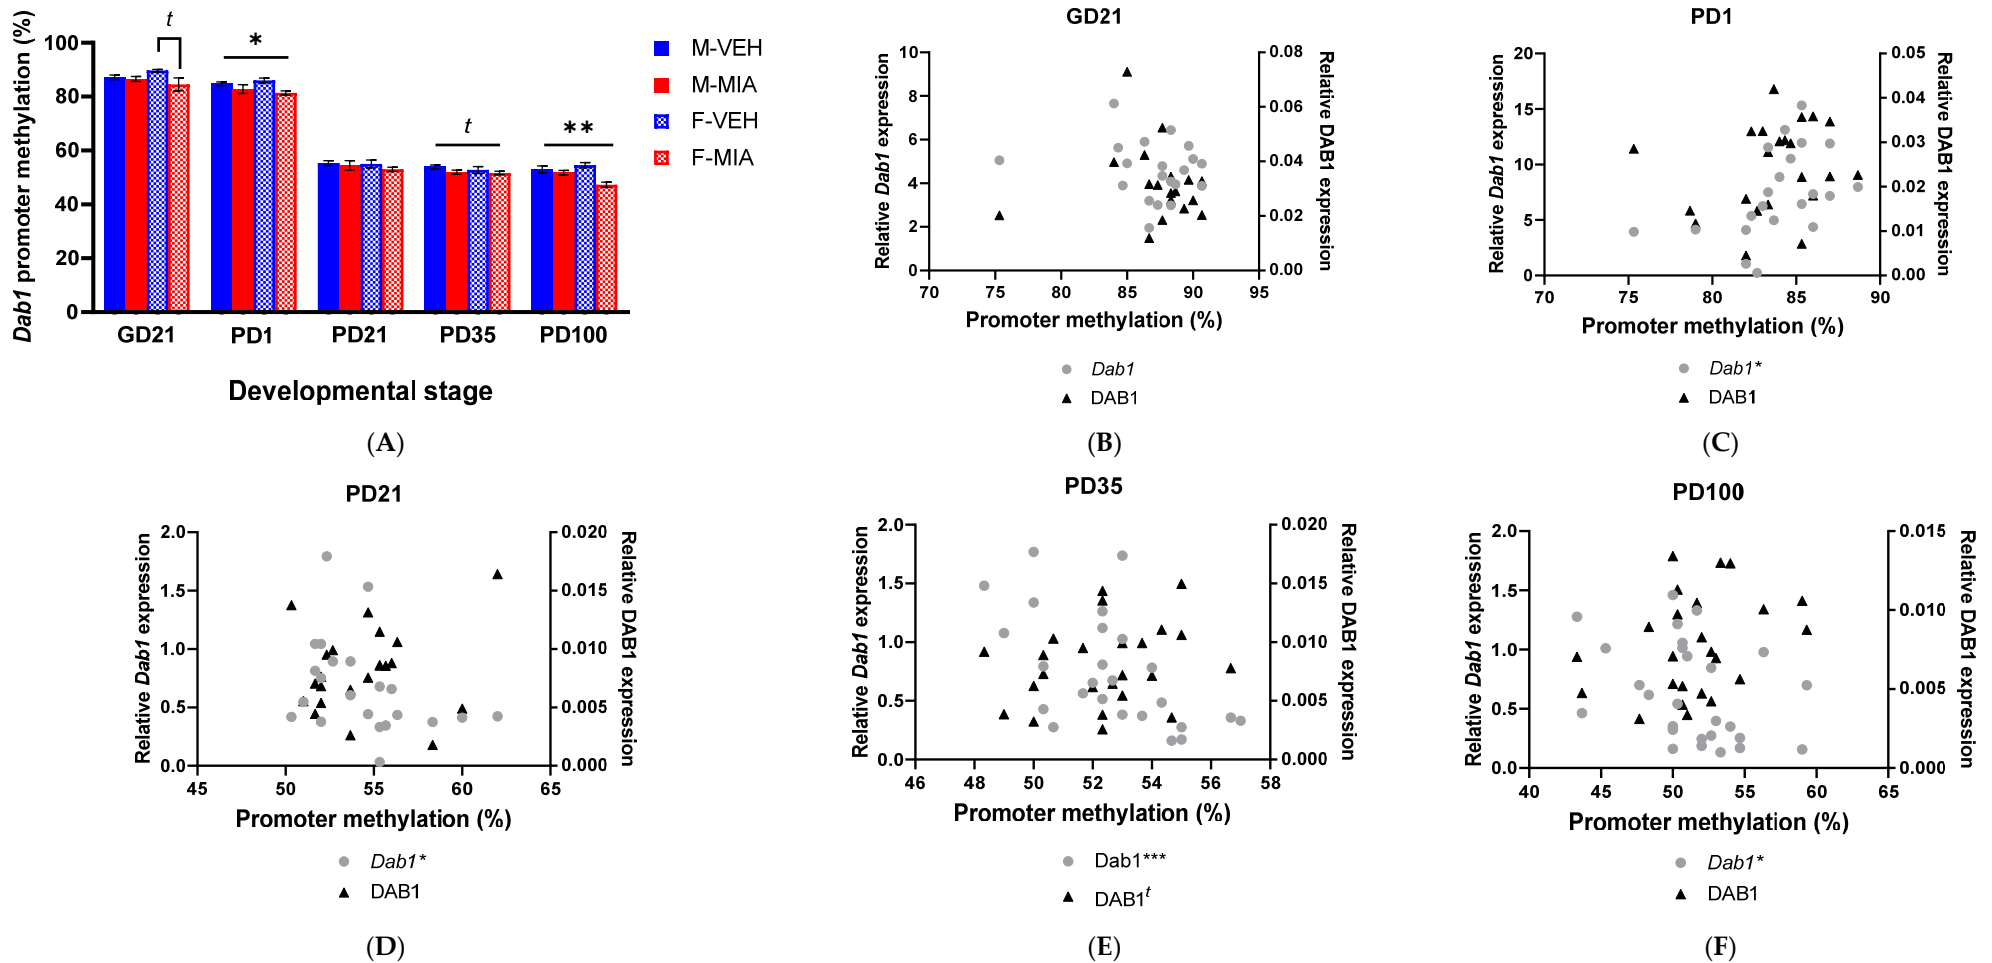 Dab1 promoter methylation (%)
100
80
60
40
20
0
t
*
t
**
GD21
PD1
PD21
PD35
PD100
Developmental stage
M-VEH
M-MIA
F-VEH
F-MIA
(A)
GD21
Relative Dab1 expression
10
8
6
4
2
0
0.08
0.06
0.04
0.02
0.00
Relative DAB1 expression
70 75 80 85 90 95
Promoter methylation (%)
Dab1
DAB1
(B)
PD1
Relative Dab1 expression
20
15
10
5
0
0.05
0.04
0.03
0.02
0.01
0.00
Relative DAB1 expression
70 75 80 85 90
Promoter methylation (%)
Dab1*
DAB1
(C)
PD21
Relative Dab1 expression
2.0
1.5
1.0
0.5
0.0
0.020
0.015
0.010
0.005
0.000
Relative DAB1 expression
45 50 55 60 65
Promoter methylation (%)
Dab1*
DAB1
(D)
PD35
Relative Dab1 expression
2.0
1.5
1.0
0.5
0.0
0.020
0.015
0.010
0.005
0.000
Relative DAB1 expression
46 48 50 52 54 56 58
Promoter methylation (%)
Dab1***
DAB1t
(E)
PD100
Relative Dab1 expression
2.0
1.5
1.0
0.5
0.0
0.015
0.010
0.005
0.000
Relative DAB1 expression
40 45 50 55 60 65
Promoter methylation (%)
Dab1*
DAB1
(F)